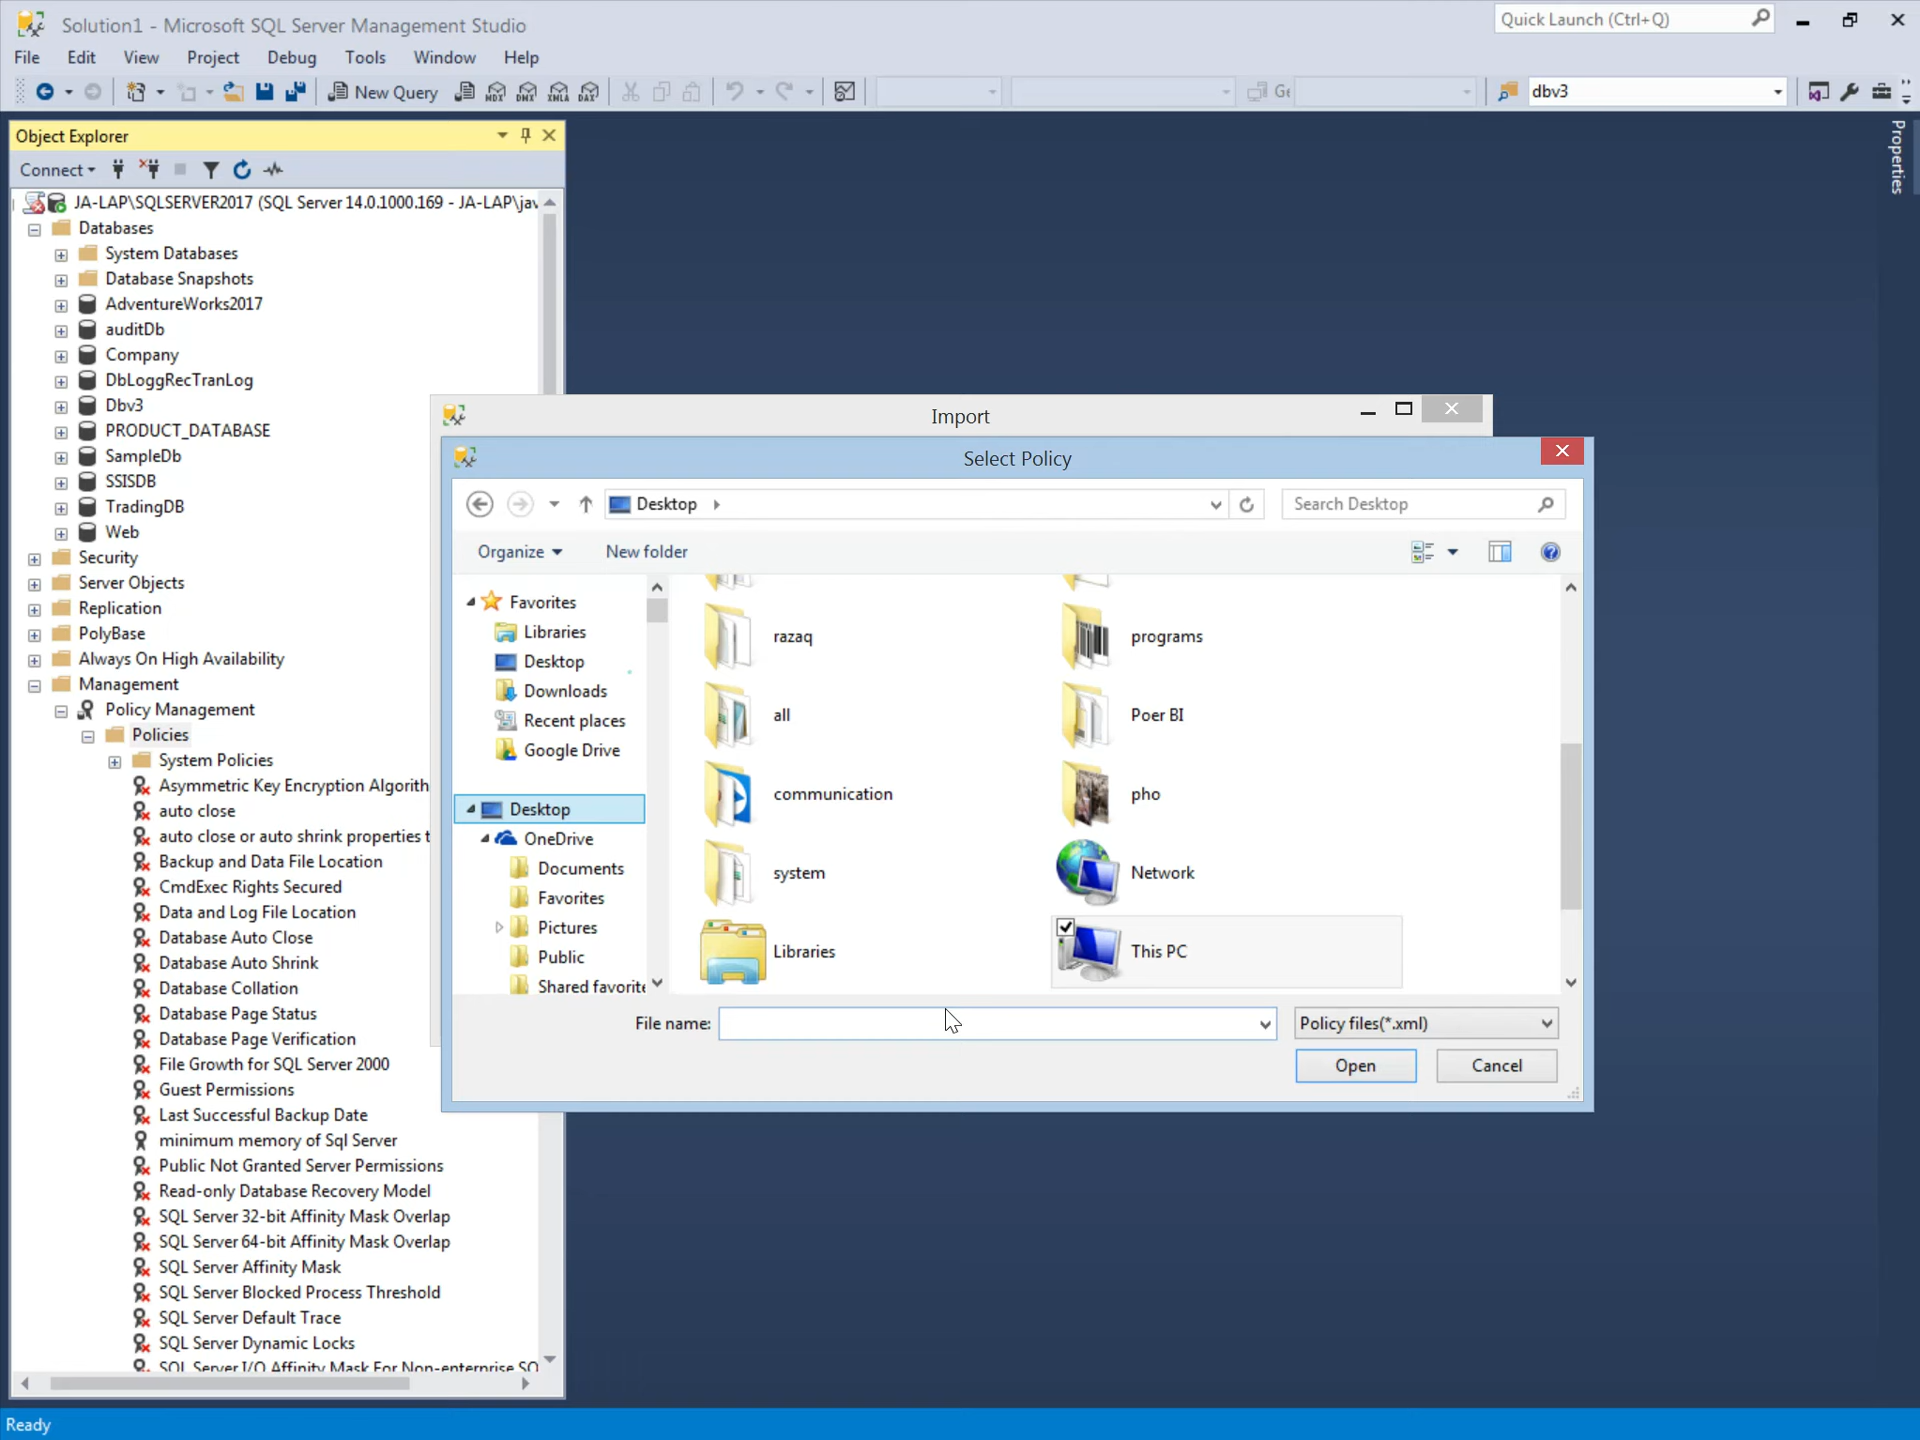 Solution1 - Microsoft SQL Server Management Studio
Quick Launch (Ctrl+Q)
File Edit View Project Debug Tools Window Help
New Query
dbv3
Properties
Object Explorer
Connect
JA-LAP\SQLSERVER2017 (SQL Server 14.0.1000.169 - JA-LAP\jav
Databases
System Databases
Database Snapshots
AdventureWorks2017
auditDb
Company
DbLoggRecTranLog
Dbv3
PRODUCT_DATABASE
SampleDb
SSISDB
TradingDB
Web
Security
Server Objects
Replication
PolyBase
Always On High Availability
Management
Policy Management
Policies
System Policies
Asymmetric Key Encryption Algorith
auto close
auto close or auto shrink properties t
Backup and Data File Location
CmdExec Rights Secured
Data and Log File Location
Database Auto Close
Database Auto Shrink
Database Collation
Database Page Status
Database Page Verification
File Growth for SQL Server 2000
Guest Permissions
Last Successful Backup Date
minimum memory of Sql Server
Public Not Granted Server Permissions
Read-only Database Recovery Model
SQL Server 32-bit Affinity Mask Overlap
SQL Server 64-bit Affinity Mask Overlap
SQL Server Affinity Mask
SQL Server Blocked Process Threshold
SQL Server Default Trace
SQL Server Dynamic Locks
SQL Server I/O Affinity Mask For Non-enterprise SQ
Import
Select Policy
Desktop
Search Desktop
Organize New folder
Favorites
Libraries
Desktop
Downloads
Recent places
Google Drive
Desktop
OneDrive
Documents
Favorites
Pictures
Public
Shared favorite
razaq
programs
all
Poer BI
communication
pho
system
Network
Libraries
This PC
File name:
Policy files(*.xml)
Open
Cancel
Ready